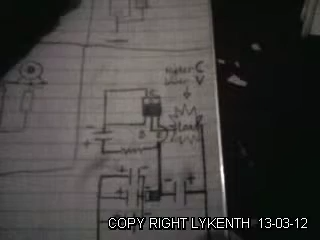 higher C
lower V
C
B
E
Load
+
-
+
+
-
COPY RIGHT LYKENTH 13-03-12